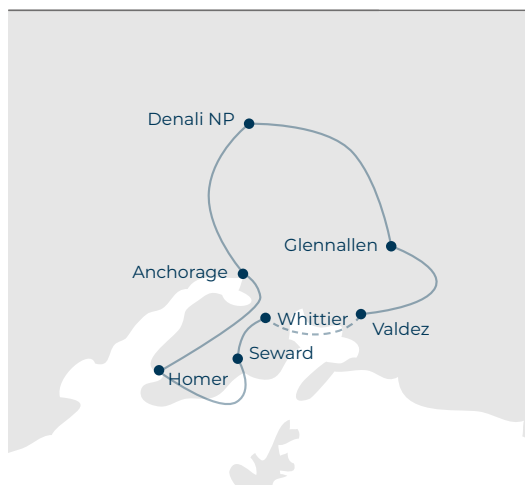 Denali NP
Glennallen
Anchorage
Whittier
Valdez
Seward
Homer